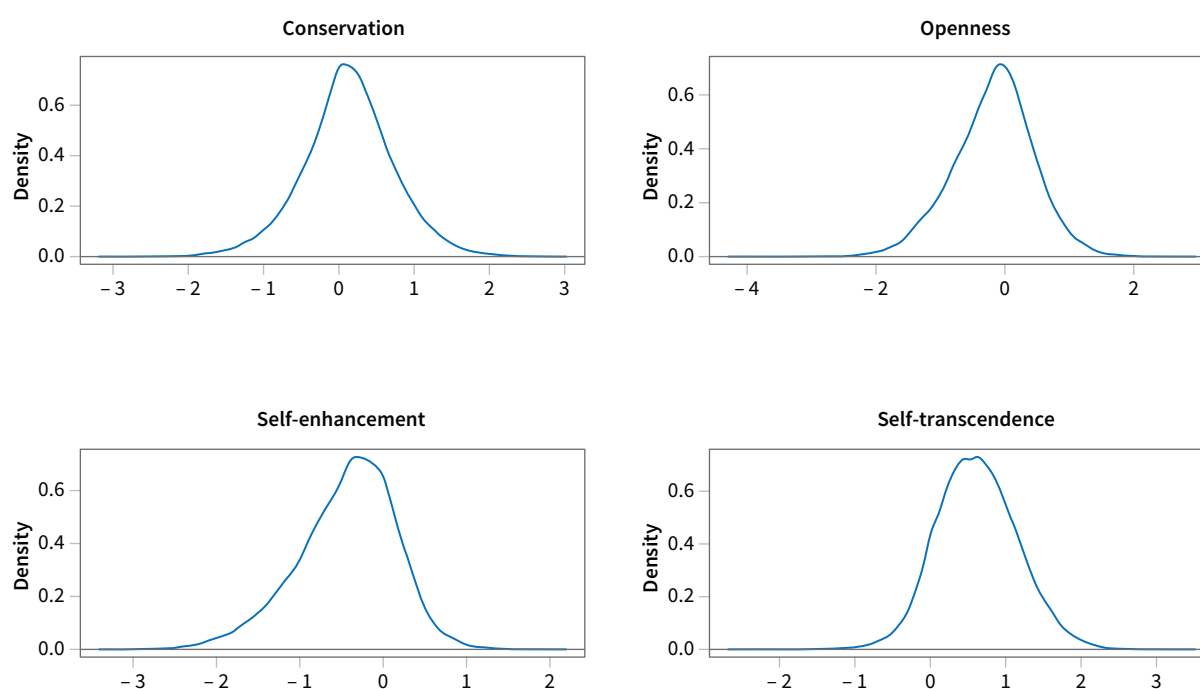 Conservation
Openness
Density
0.6
0.4
0.2
0.0
– 3 – 2 – 1 0 1 2 3
Density
0.6
0.4
0.2
0.0
– 4 – 2 0 2
Self-enhancement
Self-transcendence
Density
0.6
0.4
0.2
0.0
– 3 – 2 – 1 0 1 2
Density
0.6
0.4
0.2
0.0
– 2 – 1 0 1 2 3